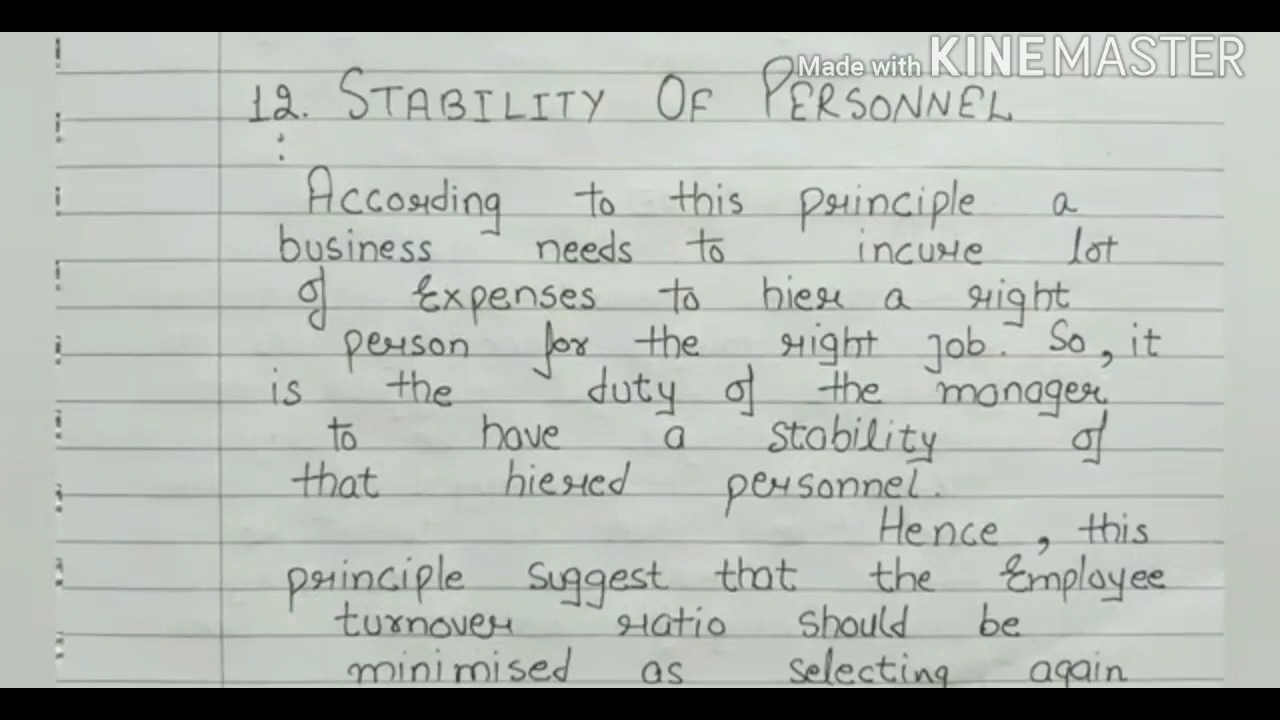 Made with KINEMASTER
12. STABILITY OF PERSONNEL
:
According to this principle a
business needs to incure lot
of Expenses to hier a right
person for the right job. So, it
is the duty of the manager
to have a stability of
that hiered personnel.
Hence, this
principle suggest that the Employee
turnover ratio should be
minimised as selecting again